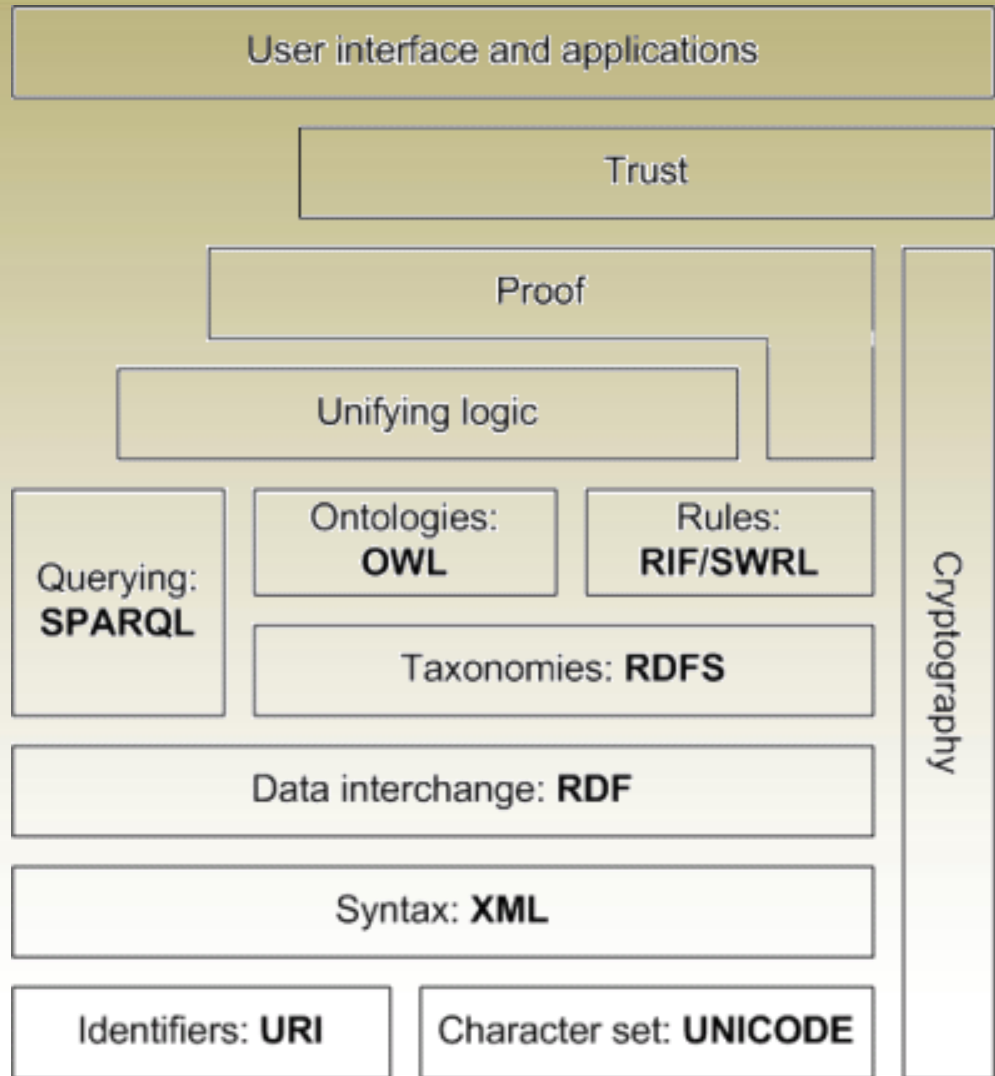 User interface and applications
Trust
Proof
Unifying logic
Querying:
SPARQL
Ontologies:
OWL
Rules:
RIF/SWRL
Taxonomies: RDFS
Cryptography
Data interchange: RDF
Syntax: XML
Identifiers: URI
Character set: UNICODE